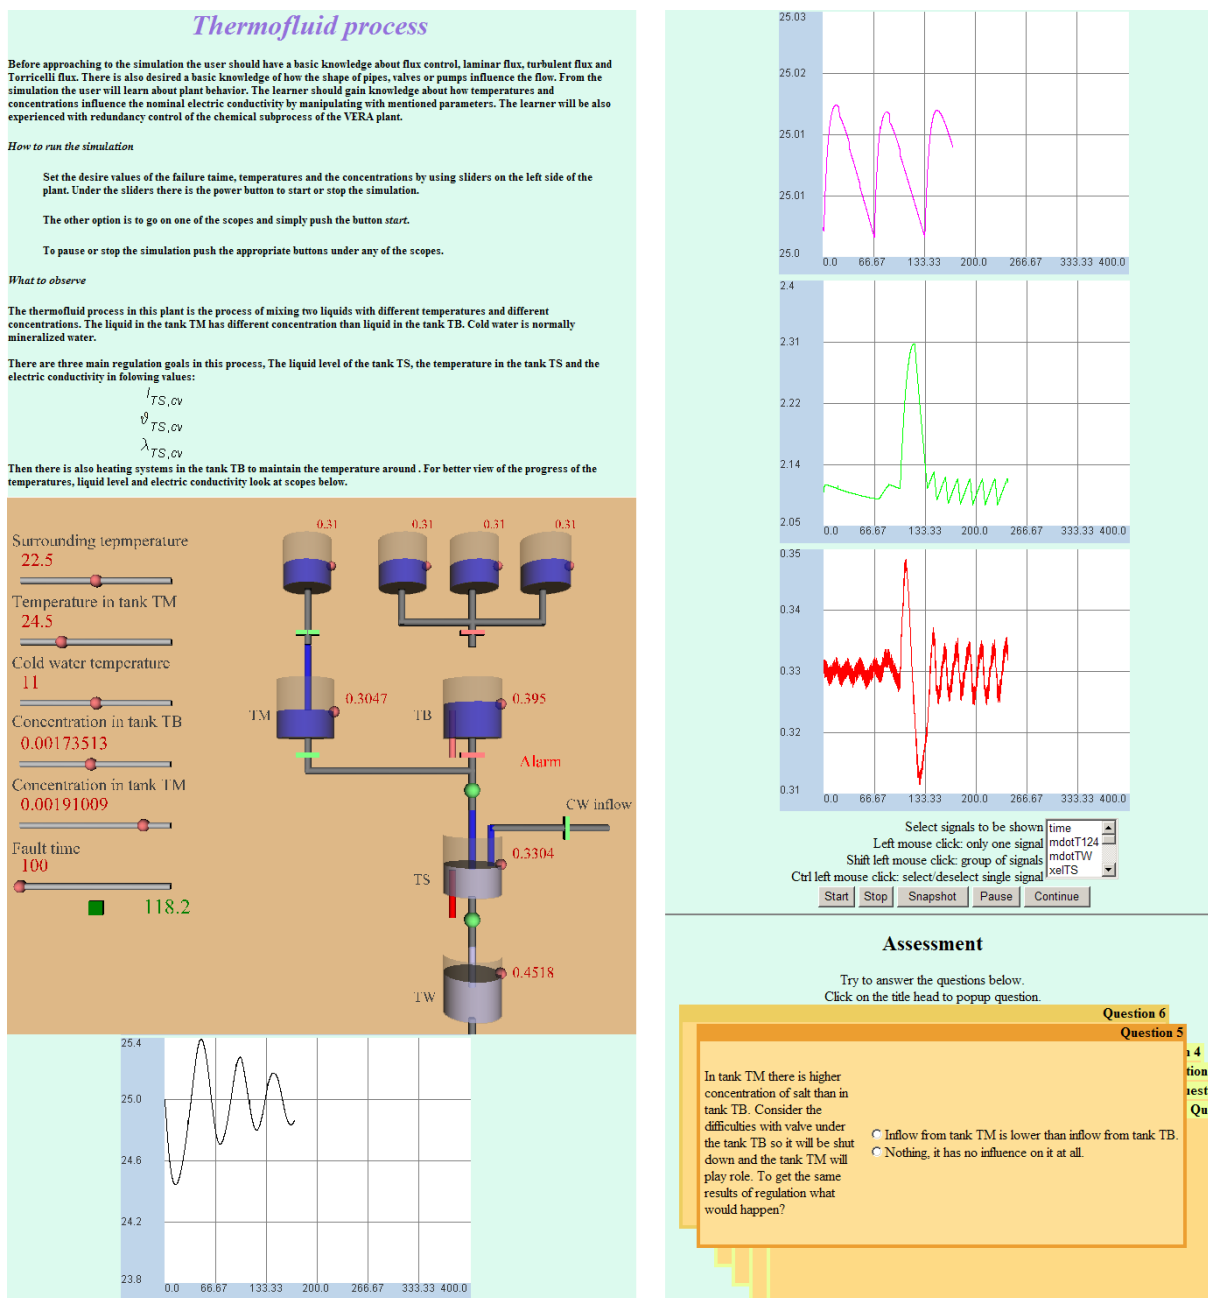 Thermofluid process
Before approaching to the simulation the user should have a basic knowledge about flux control, laminar flux, turbulent flux and
Torricelli flux. There is also desired a basic knowledge of how the shape of pipes, valves or pumps influence the flow. From the
simulation the user will learn about plant behavior. The learner should gain knowledge about how temperatures and
concentrations influence the nominal electric conductivity by manipulating with mentioned parameters. The learner will be also
experienced with redundancy control of the chemical subprocess of the VERA plant.
How to run the simulation
Set the desire values of the failure taime, temperatures and the concentrations by using sliders on the left side of the
plant. Under the sliders there is the power button to start or stop the simulation.
The other option is to go on one of the scopes and simply push the button start.
To pause or stop the simulation push the appropriate buttons under any of the scopes.
What to observe
The thermofluid process in this plant is the process of mixing two liquids with different temperatures and different
concentrations. The liquid in the tank TM has different concentration than liquid in the tank TB. Cold water is normally
mineralized water.
There are three main regulation goals in this process, The liquid level of the tank TS, the temperature in the tank TS and the
electric conductivity in folowing values:
l TS,cv
ϑ TS,cv
λ TS,cv
Then there is also heating systems in the tank TB to maintain the temperature around . For better view of the progress of the
temperatures, liquid level and electric conductivity look at scopes below.
0.31
0.31
0.31
0.31
Surrounding tepmperature
22.5
Temperature in tank TM
24.5
Cold water temperature
11
Concentration in tank TB
0.00173513
Concentration in tank TM
0.00191009
Fault time
100
118.2
TM
0.3047
TB
0.395
Alarm
CW inflow
TS
0.3304
TW
0.4518
25.4
25.0
24.6
24.2
23.8
0.0 66.67 133.33 200.0 266.67 333.33 400.0
25.03
25.02
25.01
25.01
25.0
0.0 66.67 133.33 200.0 266.67 333.33 400.0
2.4
2.31
2.22
2.14
2.05
0.0 66.67 133.33 200.0 266.67 333.33 400.0
0.35
0.34
0.33
0.32
0.31
0.0 66.67 133.33 200.0 266.67 333.33 400.0
Select signals to be shown
Left mouse click: only one signal
Shift left mouse click: group of signals
Ctrl left mouse click: select/deselect single signal
time
mdotT124
mdotTW
xelTS
Start Stop Snapshot Pause Continue
Assessment
Try to answer the questions below.
Click on the title head to popup question.
Question 6
Question 5
n 4
tion
uest
Qu
In tank TM there is higher
concentration of salt than in
tank TB. Consider the
difficulties with valve under
the tank TB so it will be shut
down and the tank TM will
play role. To get the same
results of regulation what
would happen?
Inflow from tank TM is lower than inflow from tank TB.
Nothing, it has no influence on it at all.